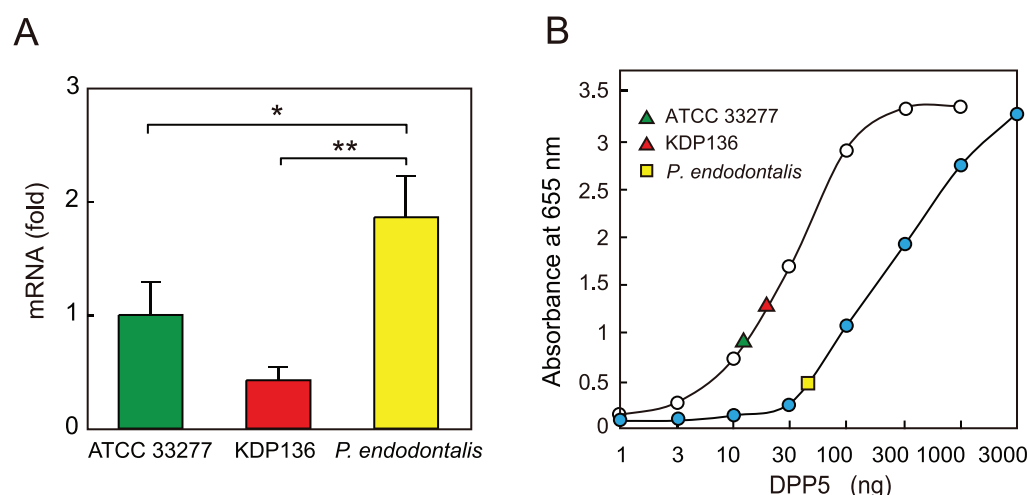 A
3
2
1
0
mRNA (fold)
*
**
ATCC 33277
KDP136
P. endodontalis
B
3.5
3
2.5
2
1.5
1
0.5
0
Absorbance at 655 nm
ATCC 33277
KDP136
P. endodontalis
1 3 10 30 100 300 1000 3000
DPP5 (ng)